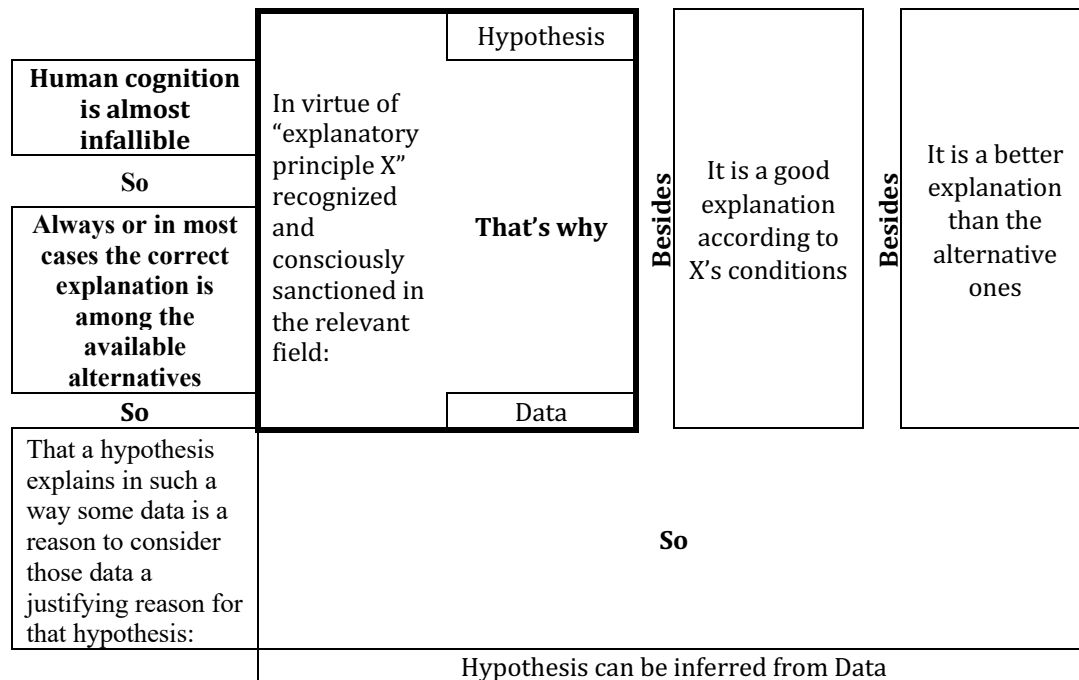 Human cognition
is almost
infallible
So
Always or in most
cases the correct
explanation is
among the
available
alternatives
So
That a hypothesis
explains in such a
way some data is a
reason to consider
those data a
justifying reason for
that hypothesis:
In virtue of
“explanatory
principle X”
recognized
and
consciously
sanctioned in
the relevant
field:
Hypothesis
That’s why
Data
Besides
It is a good
explanation
according to
X’s conditions
Besides
It is a better
explanation
than the
alternative
ones
So
Hypothesis can be inferred from Data